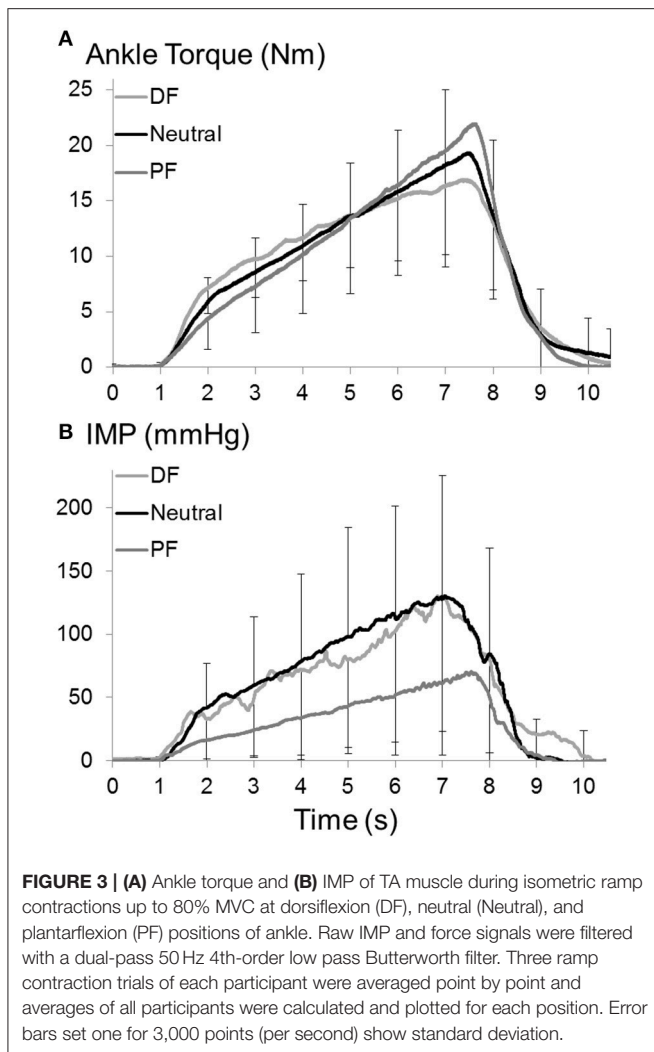 A Ankle Torque (Nm)
25
20
15
10
5
0
DF
Neutral
PF
0 1 2 3 4 5 6 7 8 9 10
B IMP (mmHg)
200
150
100
50
0
DF
Neutral
PF
0 1 2 3 4 5 6 7 8 9 10
Time (s)
FIGURE 3 | (A) Ankle torque and (B) IMP of TA muscle during isometric ramp
contractions up to 80% MVC at dorsiflexion (DF), neutral (Neutral), and
plantarflexion (PF) positions of ankle. Raw IMP and force signals were filtered
with a dual-pass 50 Hz 4th-order low pass Butterworth filter. Three ramp
contraction trials of each participant were averaged point by point and
averages of all participants were calculated and plotted for each position. Error
bars set one for 3,000 points (per second) show standard deviation.